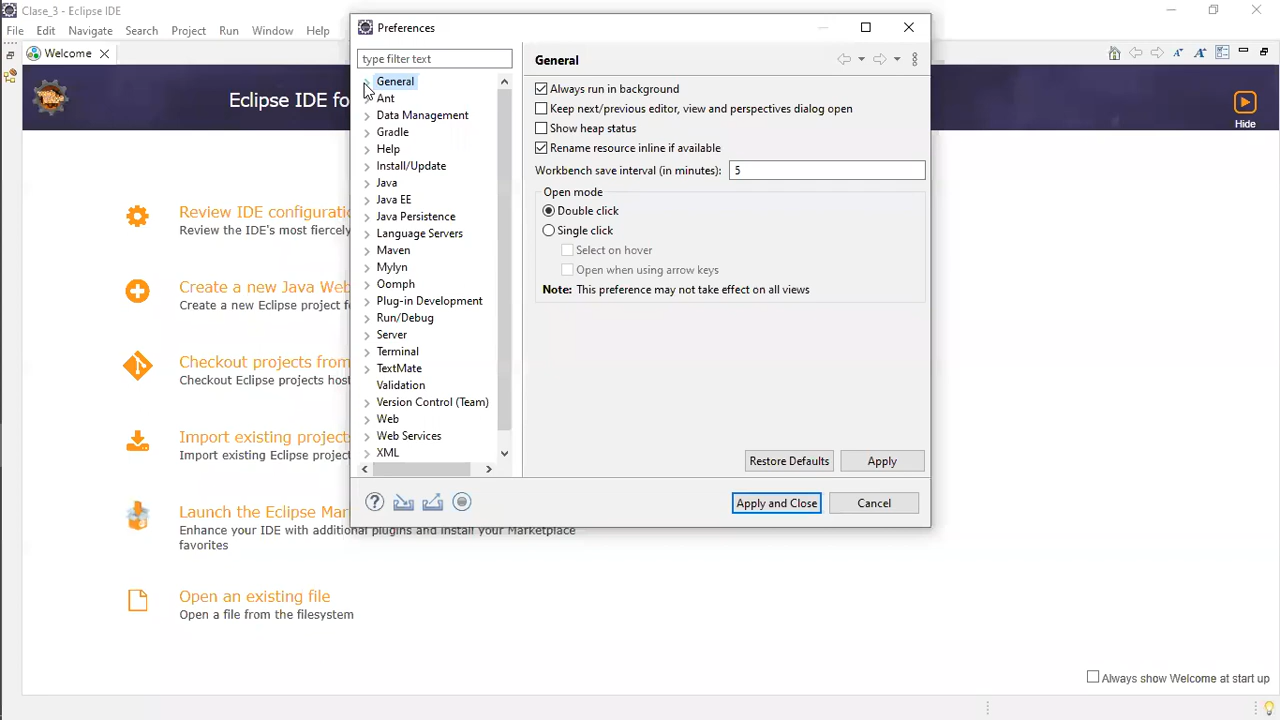 Clase_3 - Eclipse IDE
File Edit Navigate Search Project Run Window Help
Welcome
Eclipse IDE fo
Hide
Review IDE configurati
Review the IDE's most fiercely
Create a new Java Web
Create a new Eclipse project f
Checkout projects from
Checkout Eclipse projects host
Import existing projects
Import existing Eclipse projec
Launch the Eclipse Mar
Enhance your IDE with additional plugins and install your Marketplace
favorites
Open an existing file
Open a file from the filesystem
Always show Welcome at start up
Preferences
type filter text
General
Ant
Data Management
Gradle
Help
Install/Update
Java
Java EE
Java Persistence
Language Servers
Maven
Mylyn
Oomph
Plug-in Development
Run/Debug
Server
Terminal
TextMate
Validation
Version Control (Team)
Web
Web Services
XML
General
Always run in background
Keep next/previous editor, view and perspectives dialog open
Show heap status
Rename resource inline if available
Workbench save interval (in minutes): 5
Open mode
Double click
Single click
Select on hover
Open when using arrow keys
Note: This preference may not take effect on all views
Restore Defaults Apply
Apply and Close Cancel